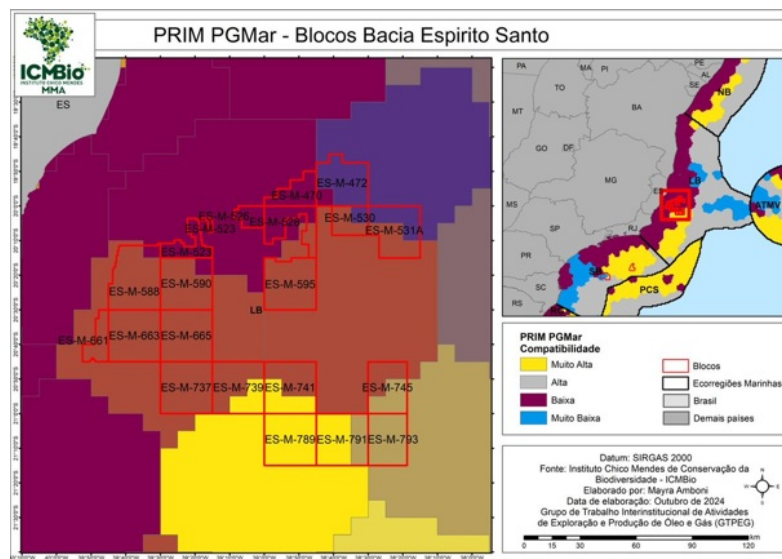 PRIM PGMar - Blocos Bacia Espirito Santo
ICMBio
INSTITUTO CHICO MENDES
MMA
ES
ES-M-472
ES-M-470
ES-M-526
ES-M-528
ES-M-530
ES-M-523
ES-M-531A
ES-M-523
ES-M-588
ES-M-590
ES-M-595
LB
ES-M-661
ES-M-663
ES-M-665
ES-M-737
ES-M-739
ES-M-741
ES-M-745
ES-M-789
ES-M-791
ES-M-793
PA
MA
PI
PE
AL
SE
TO
BA
NB
MT
GO
DF
MG
LB
ES
ATMV
MS
SP
RJ
PR
SC
PCS
RS
PRIM PGMar
Compatibilidade
Muito Alta
Alta
Baixa
Muito Baixa
Blocos
Ecorregiões Marinhas
Brasil
Demais países
Datum: SIRGAS 2000
Fonte: Instituto Chico Mendes de Conservação da
Biodiversidade - ICMBio
Elaborado por: Mayra Amboni
Data de elaboração: Outubro de 2024
Grupo de Trabalho Interinstitucional de Atividades
de Exploração e Produção de Óleo e Gás (GTPEG)
N
W
E
S
0 15 30 60 90 120
km